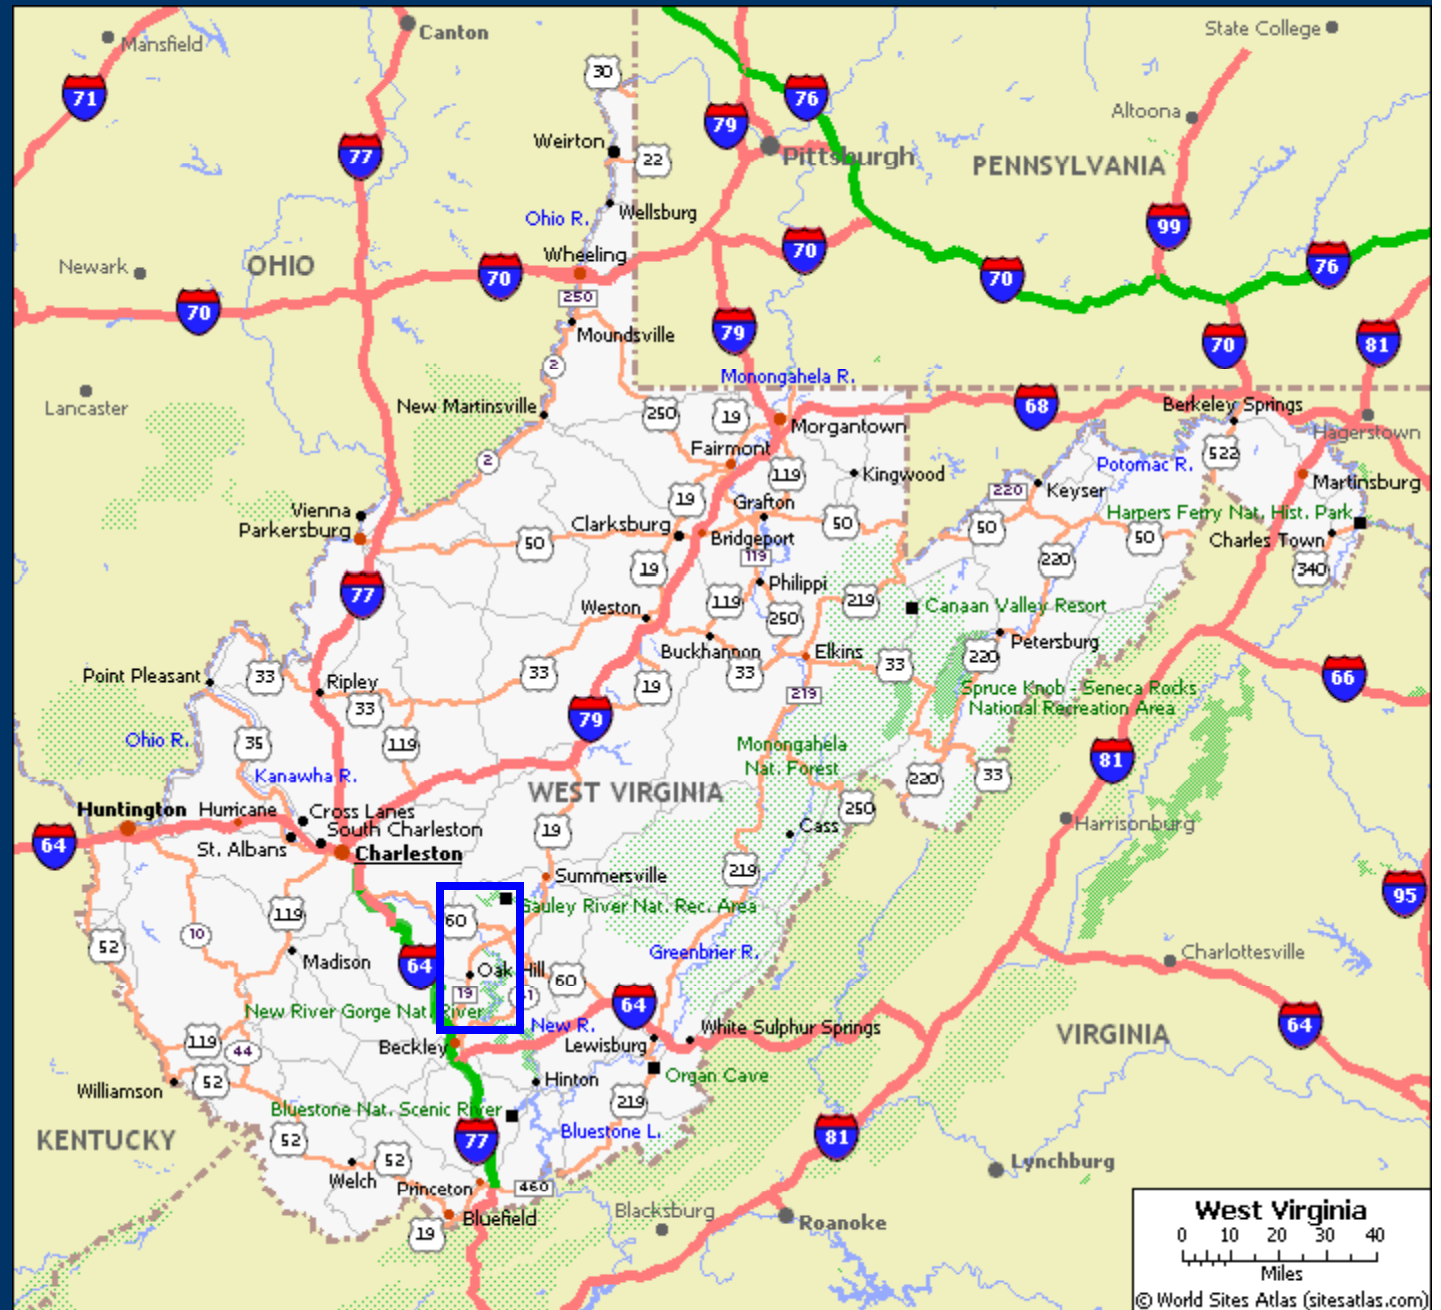 Mansfield
Canton
State College
71
30
76
79
Altoona
77
Weirton
22
Pittsburgh
PENNSYLVANIA
Wellsburg
Ohio R.
99
Newark
OHIO
Wheeling
70
70
70
76
70
250
Moundsville
79
70
81
2
Monongahela R.
Lancaster
New Martinsville
250
19
68
Berkeley Springs
Morgantown
Hagerstown
Fairmont
522
2
119
Kingwood
Potomac R.
Martinsburg
19
220
Keyser
Vienna
Grafton
Harpers Ferry Nat. Hist. Park
Parkersburg
Clarksburg
50
50
50
50
Bridgeport
Charles Town
119
220
19
340
77
Philippi
Weston
119
219
Canaan Valley Resort
250
Petersburg
Buckhannon
Elkins
220
Point Pleasant
33
Ripley
33
33
33
66
19
219
Spruce Knob - Seneca Rocks
National Recreation Area
33
79
Ohio R.
35
119
Monongahela
Nat. Forest
81
Kanawha R.
220
33
WEST VIRGINIA
Huntington
Hurricane
Cross Lanes
250
South Charleston
19
Cass
Harrisonburg
64
St. Albans
Charleston
219
Summersville
95
119
60
Gauley River Nat. Rec. Area
10
52
Madison
64
Greenbrier R.
Charlottesville
Oak Hill
60
19
41
64
New River Gorge Nat. River
New R.
White Sulphur Springs
64
119
Beckley
Lewisburg
VIRGINIA
44
52
Williamson
Hinton
Organ Cave
219
Bluestone Nat. Scenic River
KENTUCKY
52
77
Bluestone L.
81
52
Welch
Lynchburg
Princeton
460
19
Bluefield
Blacksburg
Roanoke
West Virginia
0 10 20 30 40
Miles
© World Sites Atlas (sitesatlas.com)